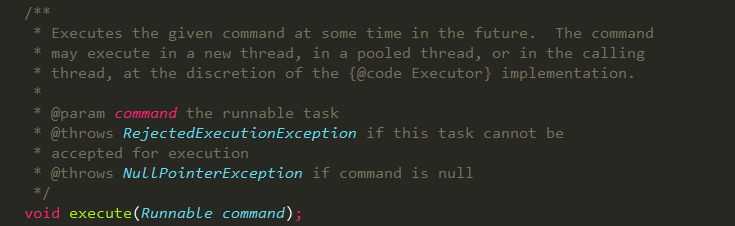 /**
* Executes the given command at some time in the future.  The command
* may execute in a new thread, in a pooled thread, or in the calling
* thread, at the discretion of the {@code Executor} implementation.
*
* @param command the runnable task
* @throws RejectedExecutionException if this task cannot be
* accepted for execution
* @throws NullPointerException if command is null
*/
void execute(Runnable command);